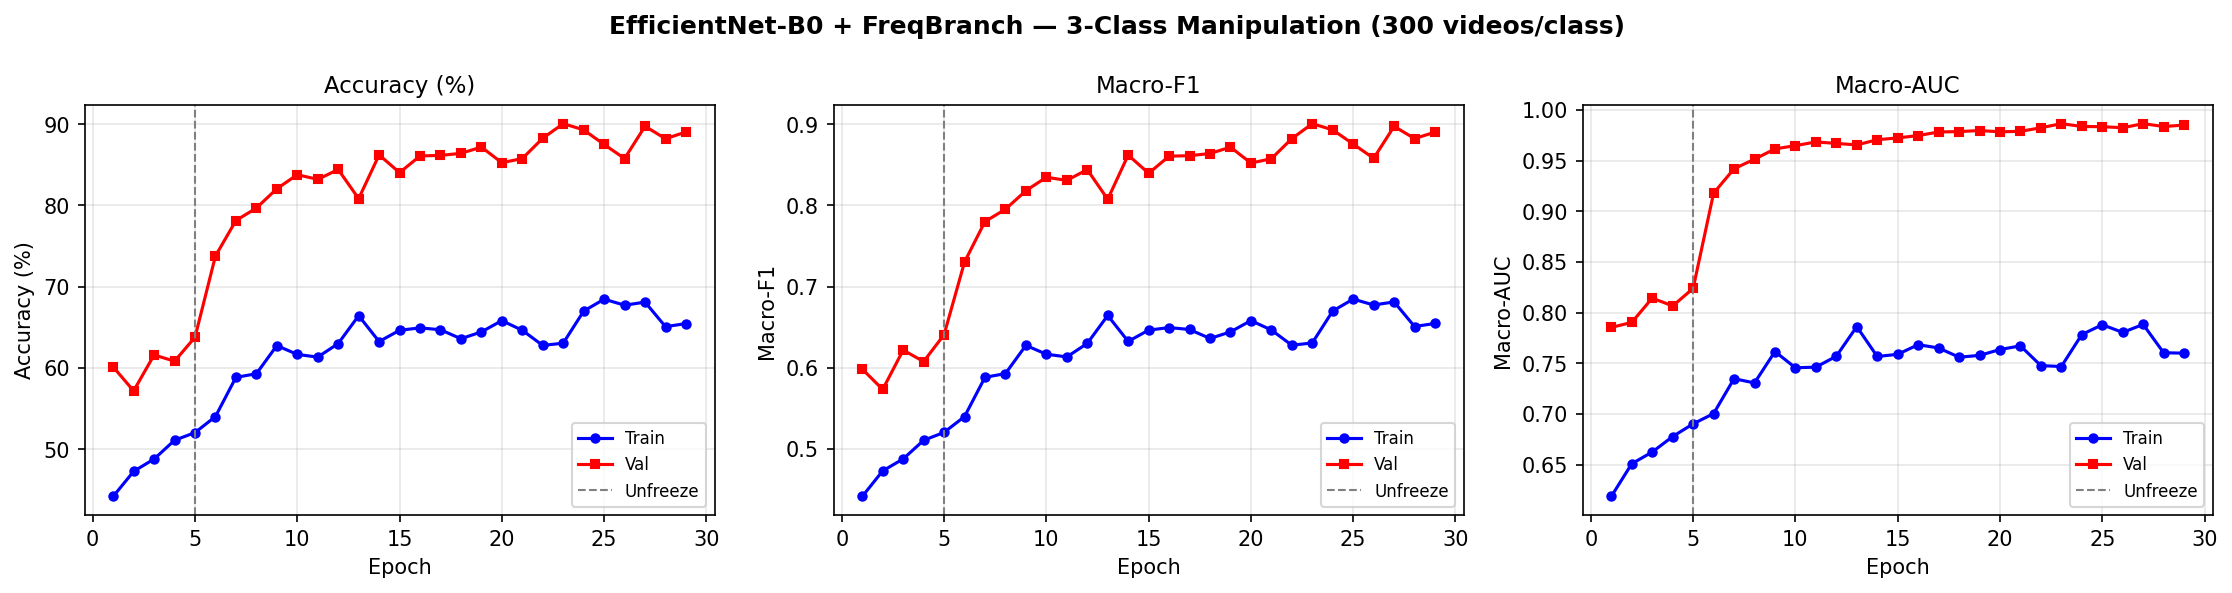 EfficientNet-B0 + FreqBranch — 3-Class Manipulation (300 videos/class)
Accuracy (%)
Accuracy (%)
90
80
70
60
50
0 5 10 15 20 25 30
Epoch
Train
Val
Unfreeze
Macro-F1
Macro-F1
0.9
0.8
0.7
0.6
0.5
0 5 10 15 20 25 30
Epoch
Train
Val
Unfreeze
Macro-AUC
Macro-AUC
1.00
0.95
0.90
0.85
0.80
0.75
0.70
0.65
0 5 10 15 20 25 30
Epoch
Train
Val
Unfreeze